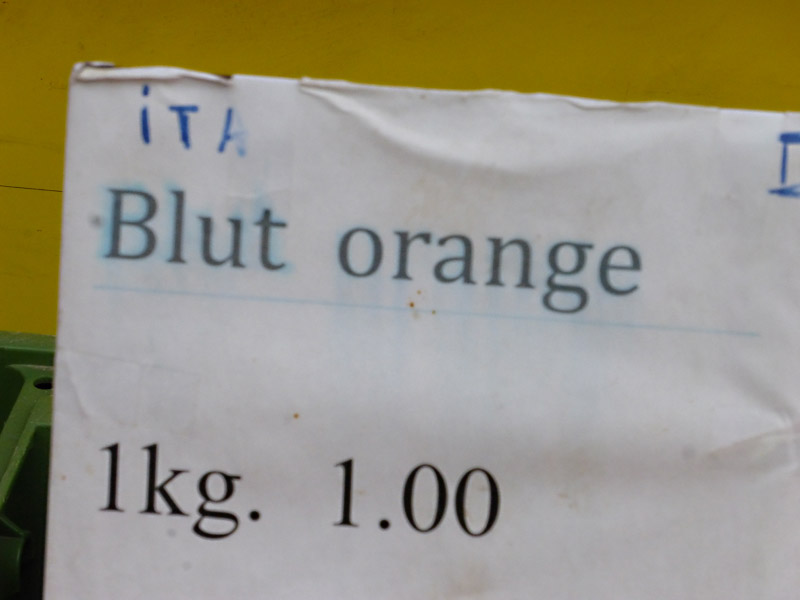 iTA
Blut orange
1kg. 1.00